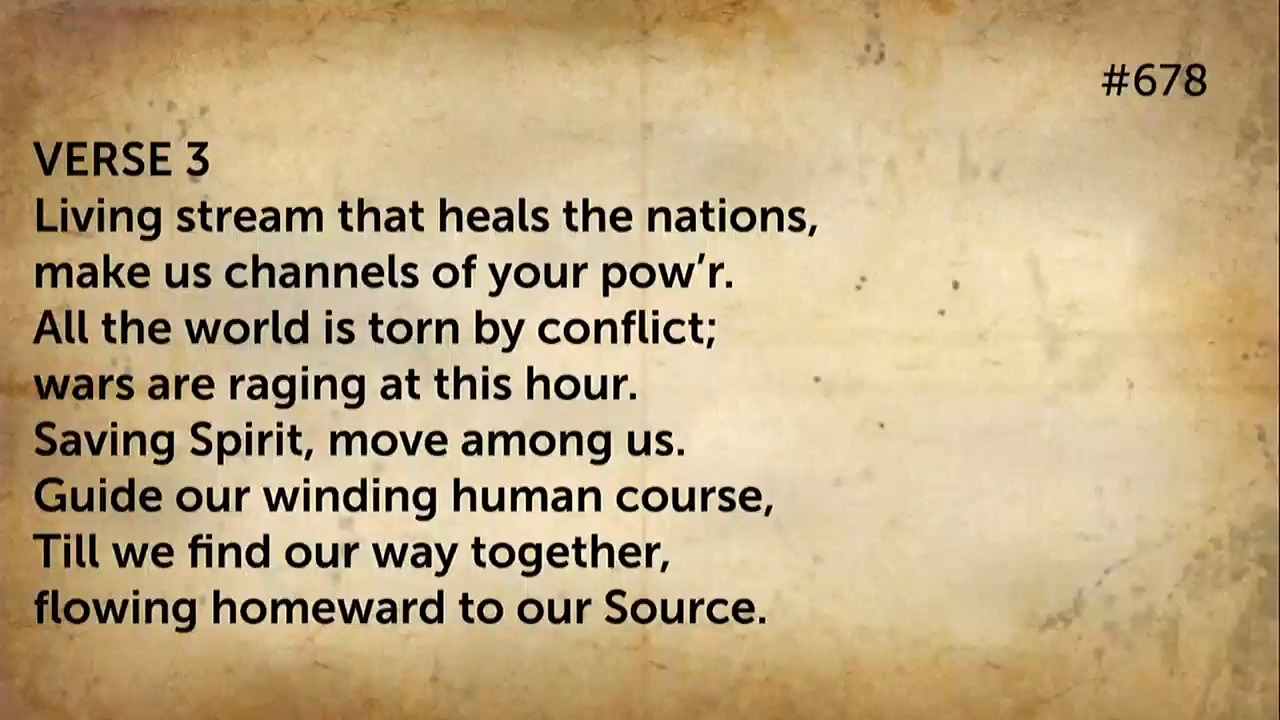 #678
VERSE 3
Living stream that heals the nations,
make us channels of your pow’r.
All the world is torn by conflict;
wars are raging at this hour.
Saving Spirit, move among us.
Guide our winding human course,
Till we find our way together,
flowing homeward to our Source.